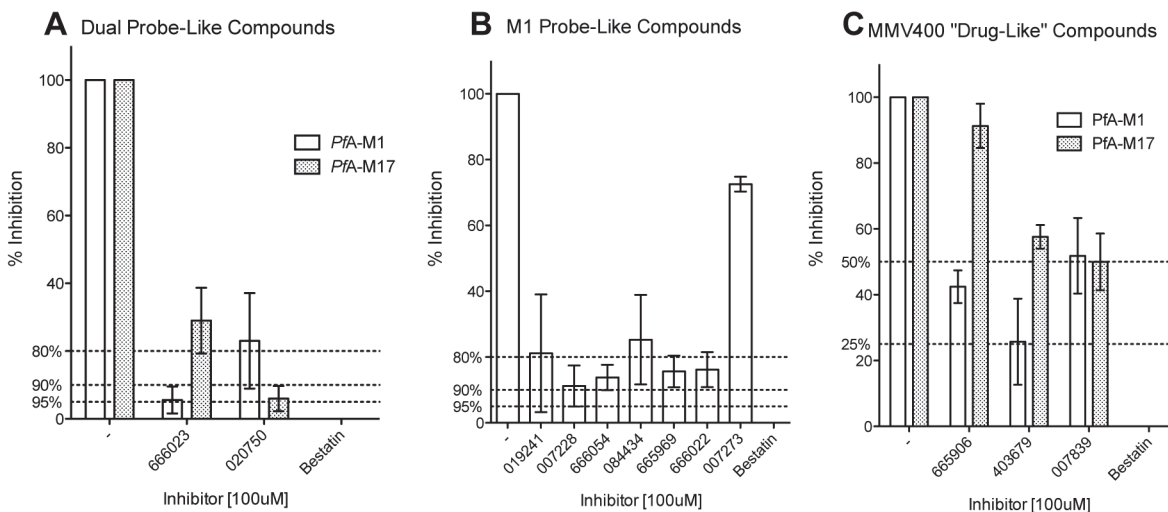 A Dual Probe-Like Compounds
% Inhibition
100
80
60
40
80%
90%
95%
0
PfA-M1
PfA-M17
-
666023
020750
Bestatin
Inhibitor [100uM]
B M1 Probe-Like Compounds
% Inhibition
100
80
60
40
80%
90%
95%
0
-
019241
007228
666054
084434
665969
666022
007273
Bestatin
Inhibitor [100uM]
C MMV400 "Drug-Like" Compounds
% Inhibition
100
80
60
50%
40
25%
20
0
PfA-M1
PfA-M17
-
665906
403679
007839
Bestatin
Inhibitor [100uM]